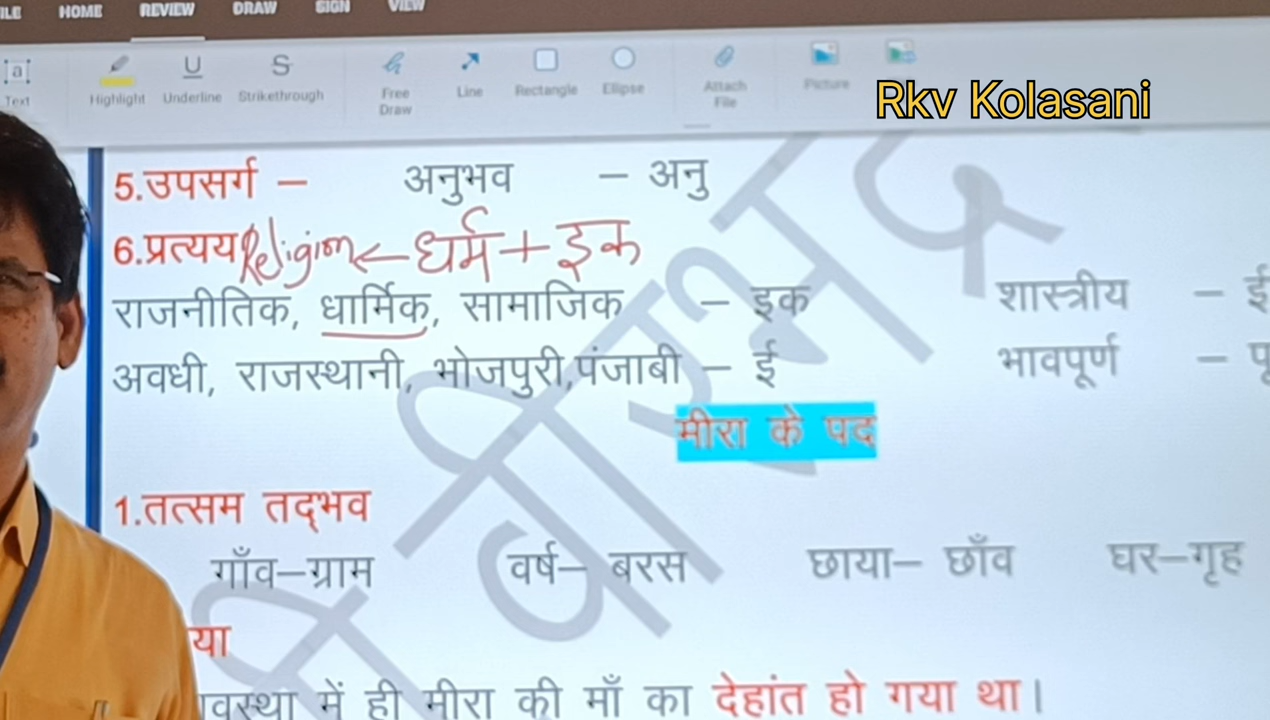 HOME REVIEW DRAW SIGN VIEW
Text Highlight Underline Strikethrough Free Draw Line Rectangle Ellipse Attach File Picture
Rkv Kolasani
5.उपसर्ग – अनुभव – अनु
6.प्रत्यय Religion ← धर्म + इक
राजनीतिक, धार्मिक, सामाजिक – इक शास्त्रीय – ई
अवधी, राजस्थानी, भोजपुरी,पंजाबी – ई भावपूर्ण –
मीरा के पद
1.तत्सम तद्भव
गाँव–ग्राम वर्ष– बरस छाया– छाँव घर–गृह
या
में ही मीरा की माँ का देहांत हो गया था।